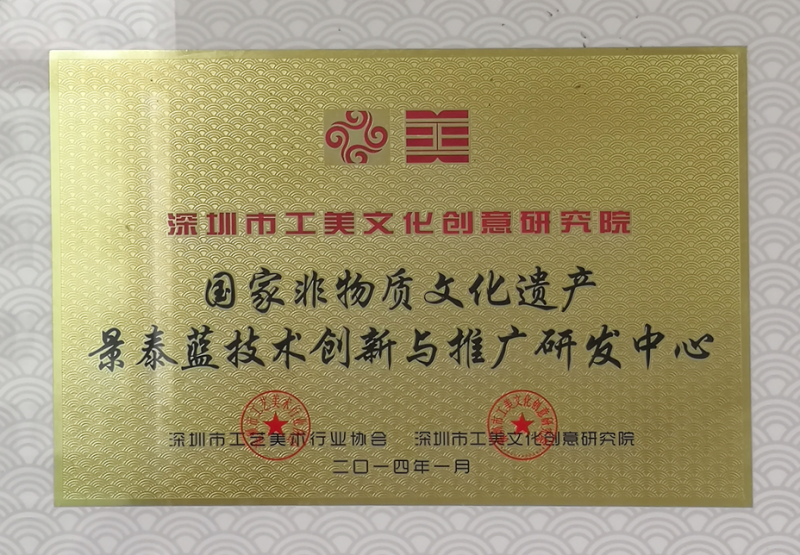 深圳市工美文化创意研究院
国家非物质文化遗产
景泰蓝技术创新与推广研发中心
深圳市工艺美术行业协会 深圳市工美文化创意研究院
二〇一四年一月